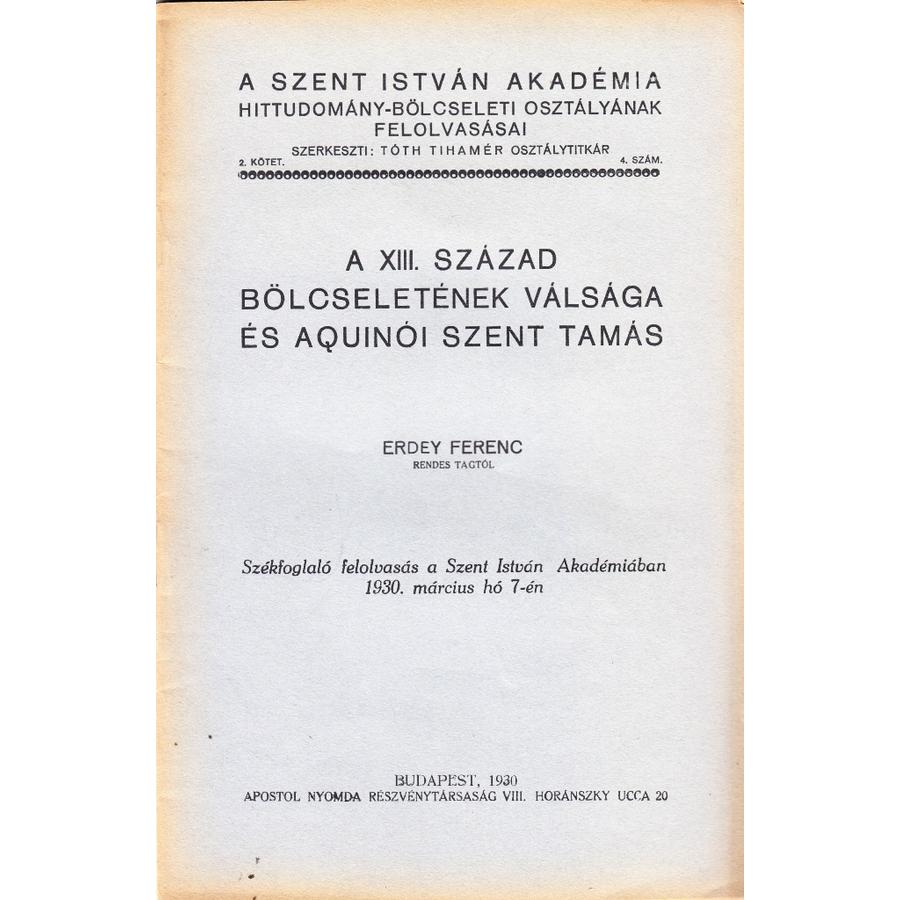 A SZENT ISTVÁN AKADÉMIA
HITTUDOMÁNY-BÖLCSELETI OSZTÁLYÁNAK
FELOLVASÁSAI
SZERKESZTI: TÓTH TIHAMÉR OSZTÁLYTITKÁR
2. KÖTET. 4. SZÁM.
A XIII. SZÁZAD
BÖLCSELETÉNEK VÁLSÁGA
ÉS AQUINÓI SZENT TAMÁS
ERDEY FERENC
RENDES TAGTÓL
Székfoglaló felolvasás a Szent István Akadémiában
1930. március hó 7-én
BUDAPEST, 1930
APOSTOL NYOMDA RÉSZVÉNYTÁRSASÁG VIII. HORÁNSZKY UCCA 20